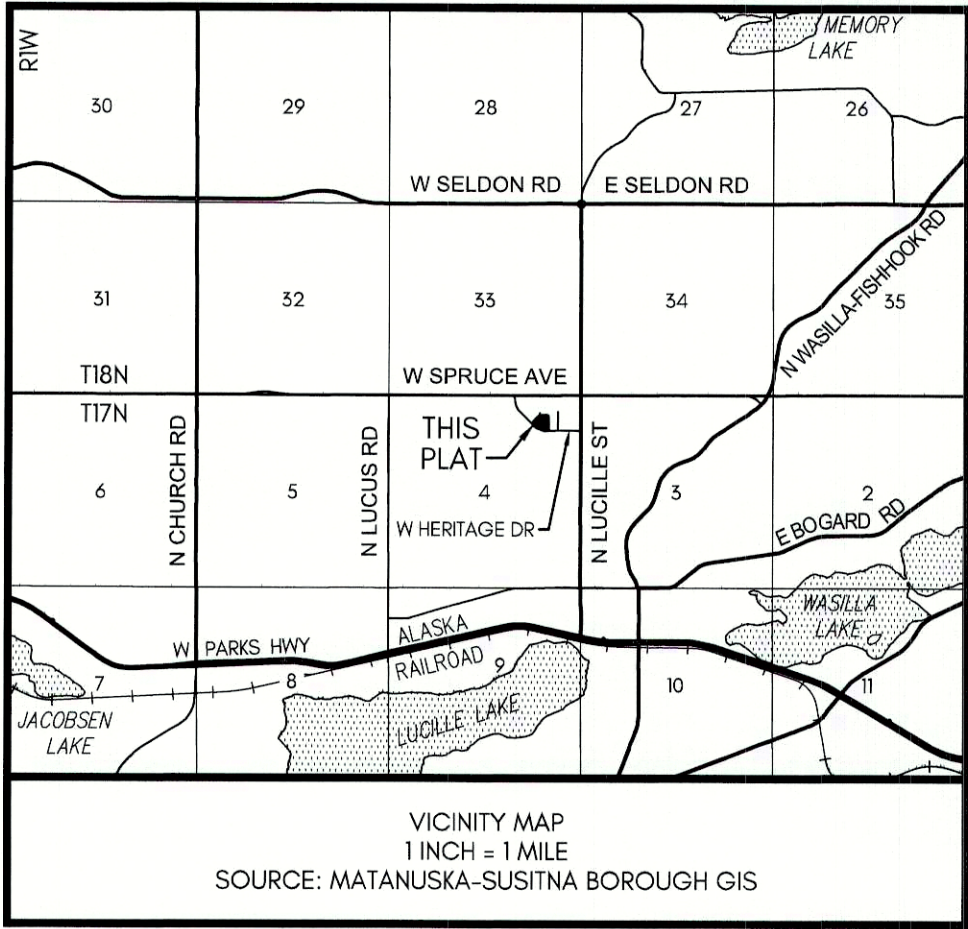 R1W
MEMORY
LAKE
30
29
28
27
26
W SELDON RD
E SELDON RD
N WASILLA-FISHHOOK RD
31
32
33
34
35
T18N
W SPRUCE AVE
T17N
N CHURCH RD
N LUCUS RD
THIS
PLAT
N LUCILLE ST
6
5
4
3
2
W HERITAGE DR
E BOGARD RD
WASILLA
LAKE
W PARKS HWY
ALASKA
RAILROAD
7
8
9
10
11
JACOBSEN
LAKE
LUCILLE LAKE
VICINITY MAP
1 INCH = 1 MILE
SOURCE: MATANUSKA-SUSITNA BOROUGH GIS